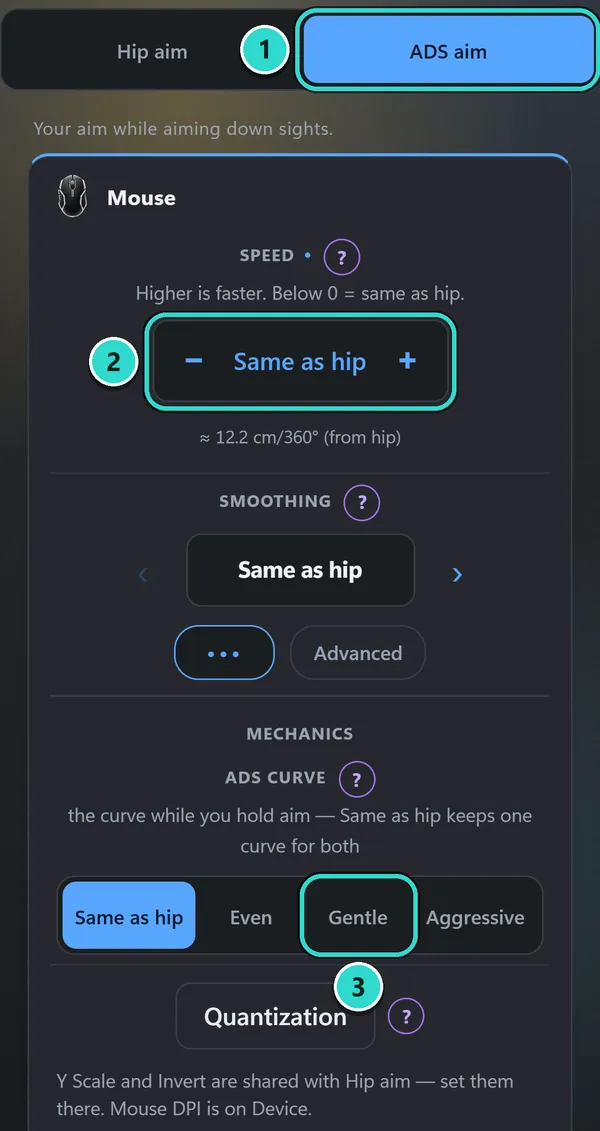 Hip aim
1
ADS aim
Your aim while aiming down sights.
Mouse
SPEED • ?
Higher is faster. Below 0 = same as hip.
2
− Same as hip +
≈ 12.2 cm/360° (from hip)
SMOOTHING ?
‹ Same as hip ›
••• Advanced
MECHANICS
ADS CURVE ?
the curve while you hold aim — Same as hip keeps one
curve for both
Same as hip Even Gentle Aggressive
3
Quantization ?
Y Scale and Invert are shared with Hip aim — set them
there. Mouse DPI is on Device.